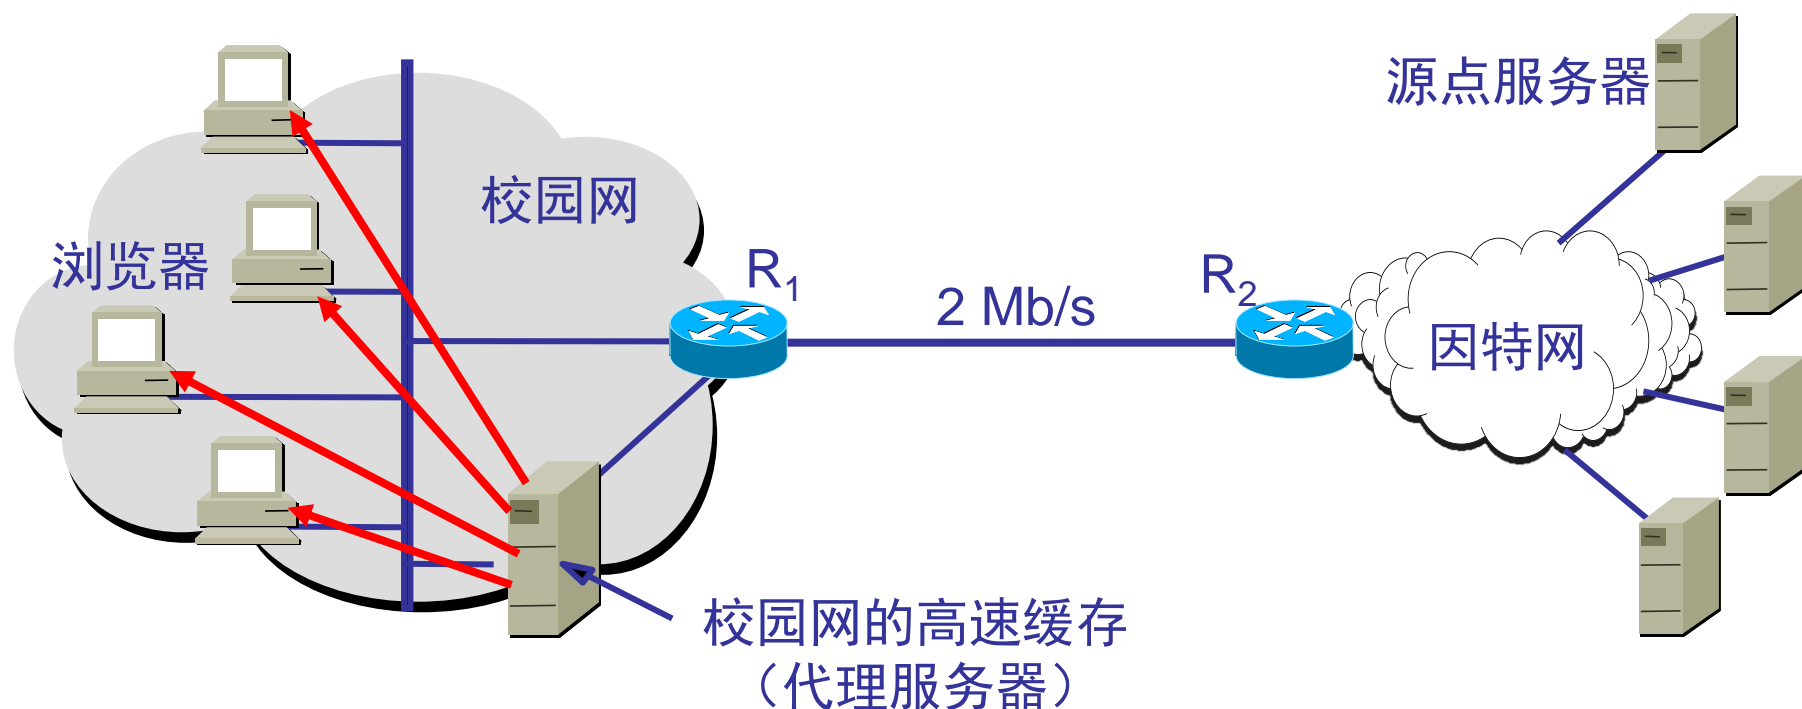 源点服务器
校园网
浏览器
R1
2 Mb/s
R2
因特网
校园网的高速缓存
（代理服务器）